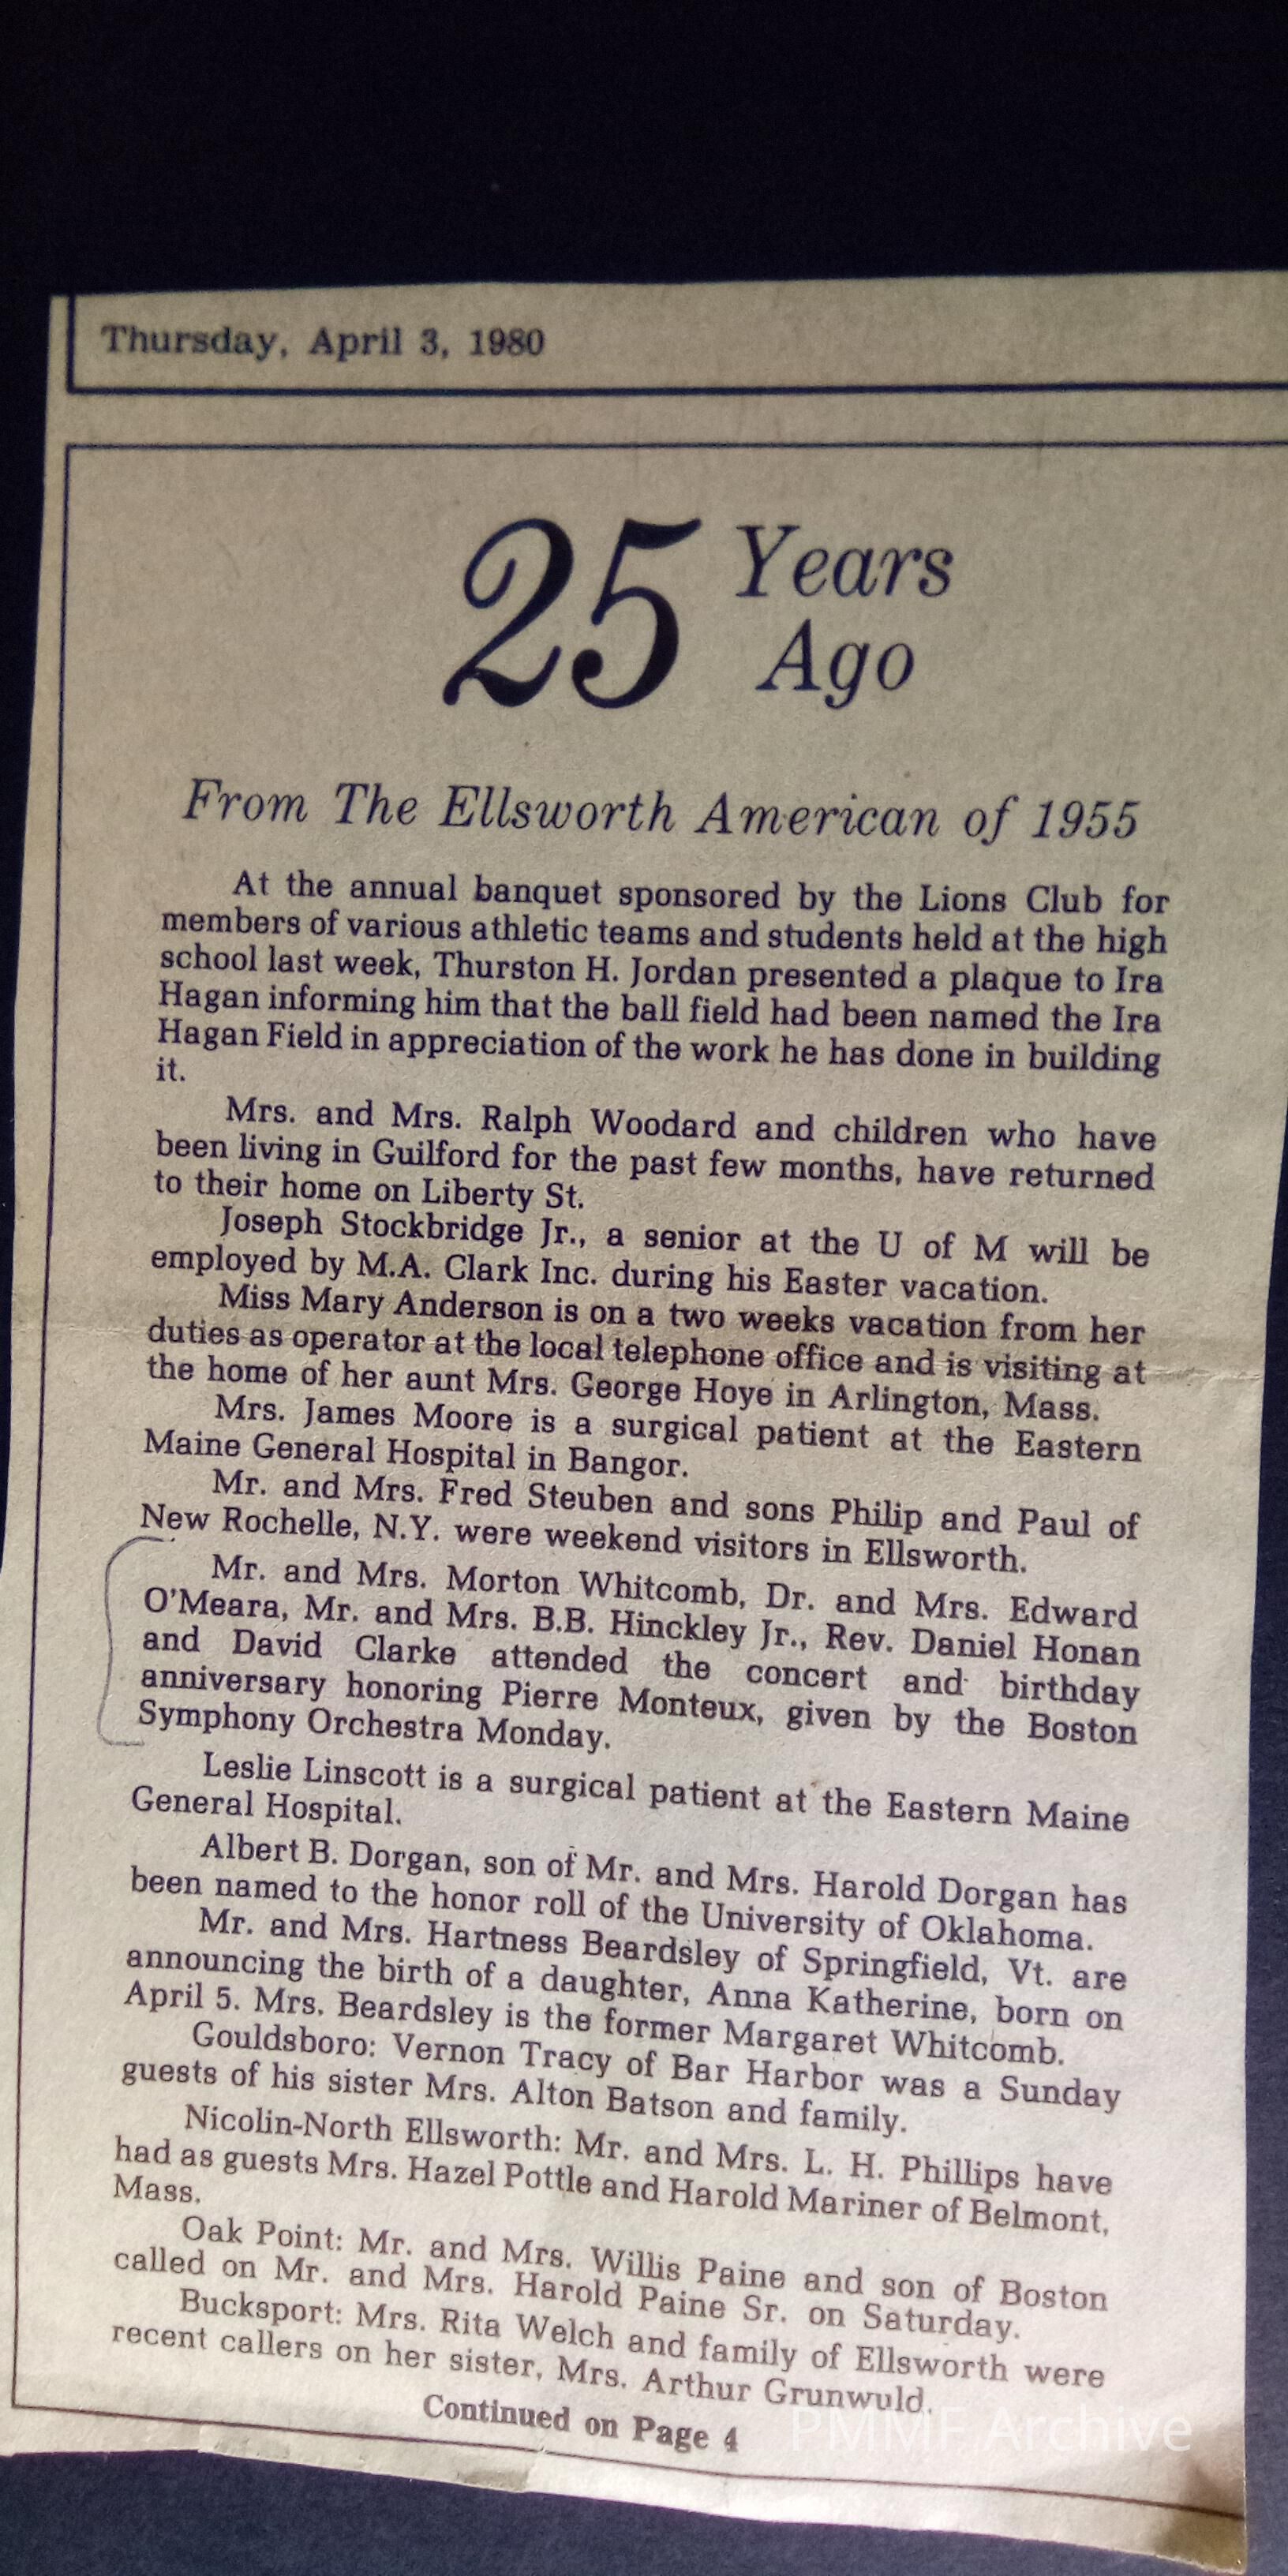 Thursday, April 3, 1980
25 Years
Ago
From The Ellsworth American of 1955
At the annual banquet sponsored by the Lions Club for
members of various athletic teams and students held at the high
school last week, Thurston H. Jordan presented a plaque to Ira
Hagan informing him that the ball field had been named the Ira
Hagan Field in appreciation of the work he has done in building
it.
Mrs. and Mrs. Ralph Woodard and children who have
been living in Guilford for the past few months, have returned
to their home on Liberty St.
Joseph Stockbridge Jr., a senior at the U of M will be
employed by M.A. Clark Inc. during his Easter vacation.
Miss Mary Anderson is on a two weeks vacation from her
duties as operator at the local telephone office and is visiting at
the home of her aunt Mrs. George Hoye in Arlington, Mass.
Mrs. James Moore is a surgical patient at the Eastern
Maine General Hospital in Bangor.
Mr. and Mrs. Fred Steuben and sons Philip and Paul of
New Rochelle, N.Y. were weekend visitors in Ellsworth.
Mr. and Mrs. Morton Whitcomb, Dr. and Mrs. Edward
O'Meara, Mr. and Mrs. B.B. Hinckley Jr., Rev. Daniel Honan
and David Clarke attended the concert and birthday
anniversary honoring Pierre Monteux, given by the Boston
Symphony Orchestra Monday.
Leslie Linscott is a surgical patient at the Eastern Maine
General Hospital.
Albert B. Dorgan, son of Mr. and Mrs. Harold Dorgan has
been named to the honor roll of the University of Oklahoma.
Mr. and Mrs. Hartness Beardsley of Springfield, Vt. are
announcing the birth of a daughter, Anna Katherine, born on
April 5. Mrs. Beardsley is the former Margaret Whitcomb.
Gouldsboro: Vernon Tracy of Bar Harbor was a Sunday
guests of his sister Mrs. Alton Batson and family.
Nicolin-North Ellsworth: Mr. and Mrs. L. H. Phillips have
had as guests Mrs. Hazel Pottle and Harold Mariner of Belmont,
Mass.
Oak Point: Mr. and Mrs. Willis Paine and son of Boston
called on Mr. and Mrs. Harold Paine Sr. on Saturday.
Bucksport: Mrs. Rita Welch and family of Ellsworth were
recent callers on her sister, Mrs. Arthur Grunwuld.
Continued on Page 4
PMMF Archive